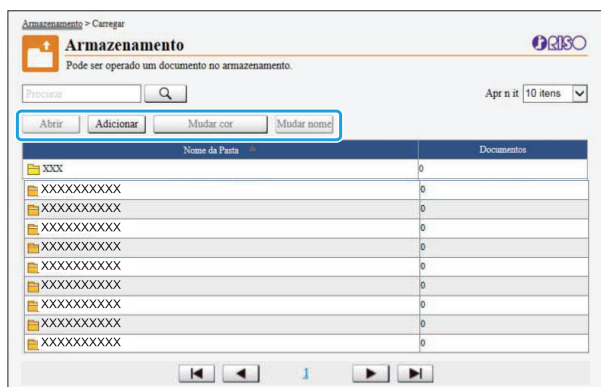 Armazenamento > Carregar
Armazenamento
RISO
Pode ser operado um documento no armazenamento.
Procurar
Apr n it 10 itens
Abrir Adicionar Mudar cor Mudar nome
Nome da Pasta Documentos
XXX 0
XXXXXXXXXX 0
XXXXXXXXXX 0
XXXXXXXXXX 0
XXXXXXXXXX 0
XXXXXXXXXX 0
XXXXXXXXXX 0
XXXXXXXXXX 0
XXXXXXXXXX 0
XXXXXXXXXX 0
1